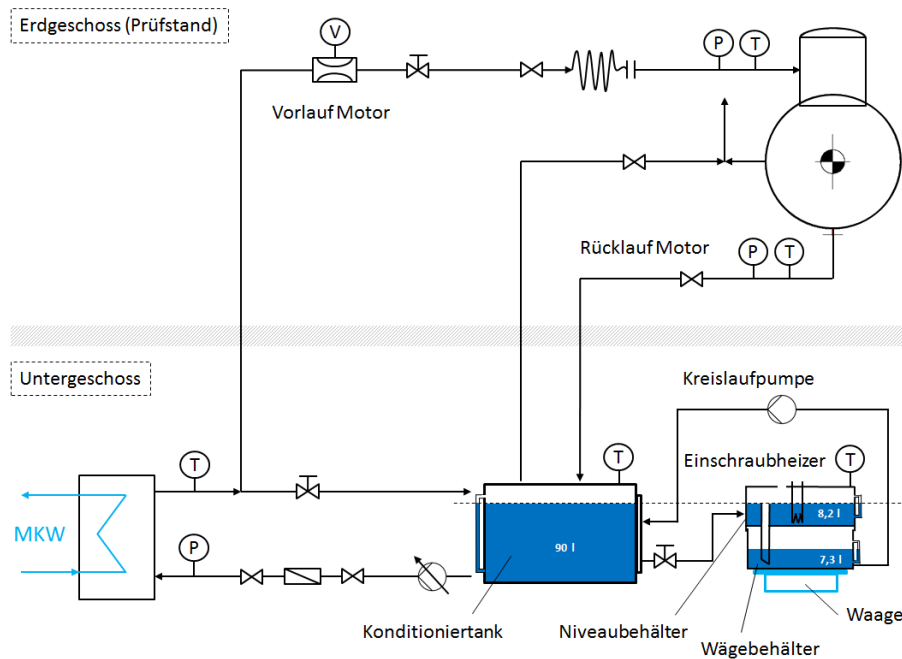 Erdgeschoss (Prüfstand)
V
P
T
Vorlauf Motor
Rücklauf Motor
P
T
Untergeschoss
Kreislaufpumpe
T
T
Einschraubheizer
T
MKW
P
8,2 l
90 l
7,3 l
Waage
Konditioniertank
Niveaubehälter
Wägebehälter